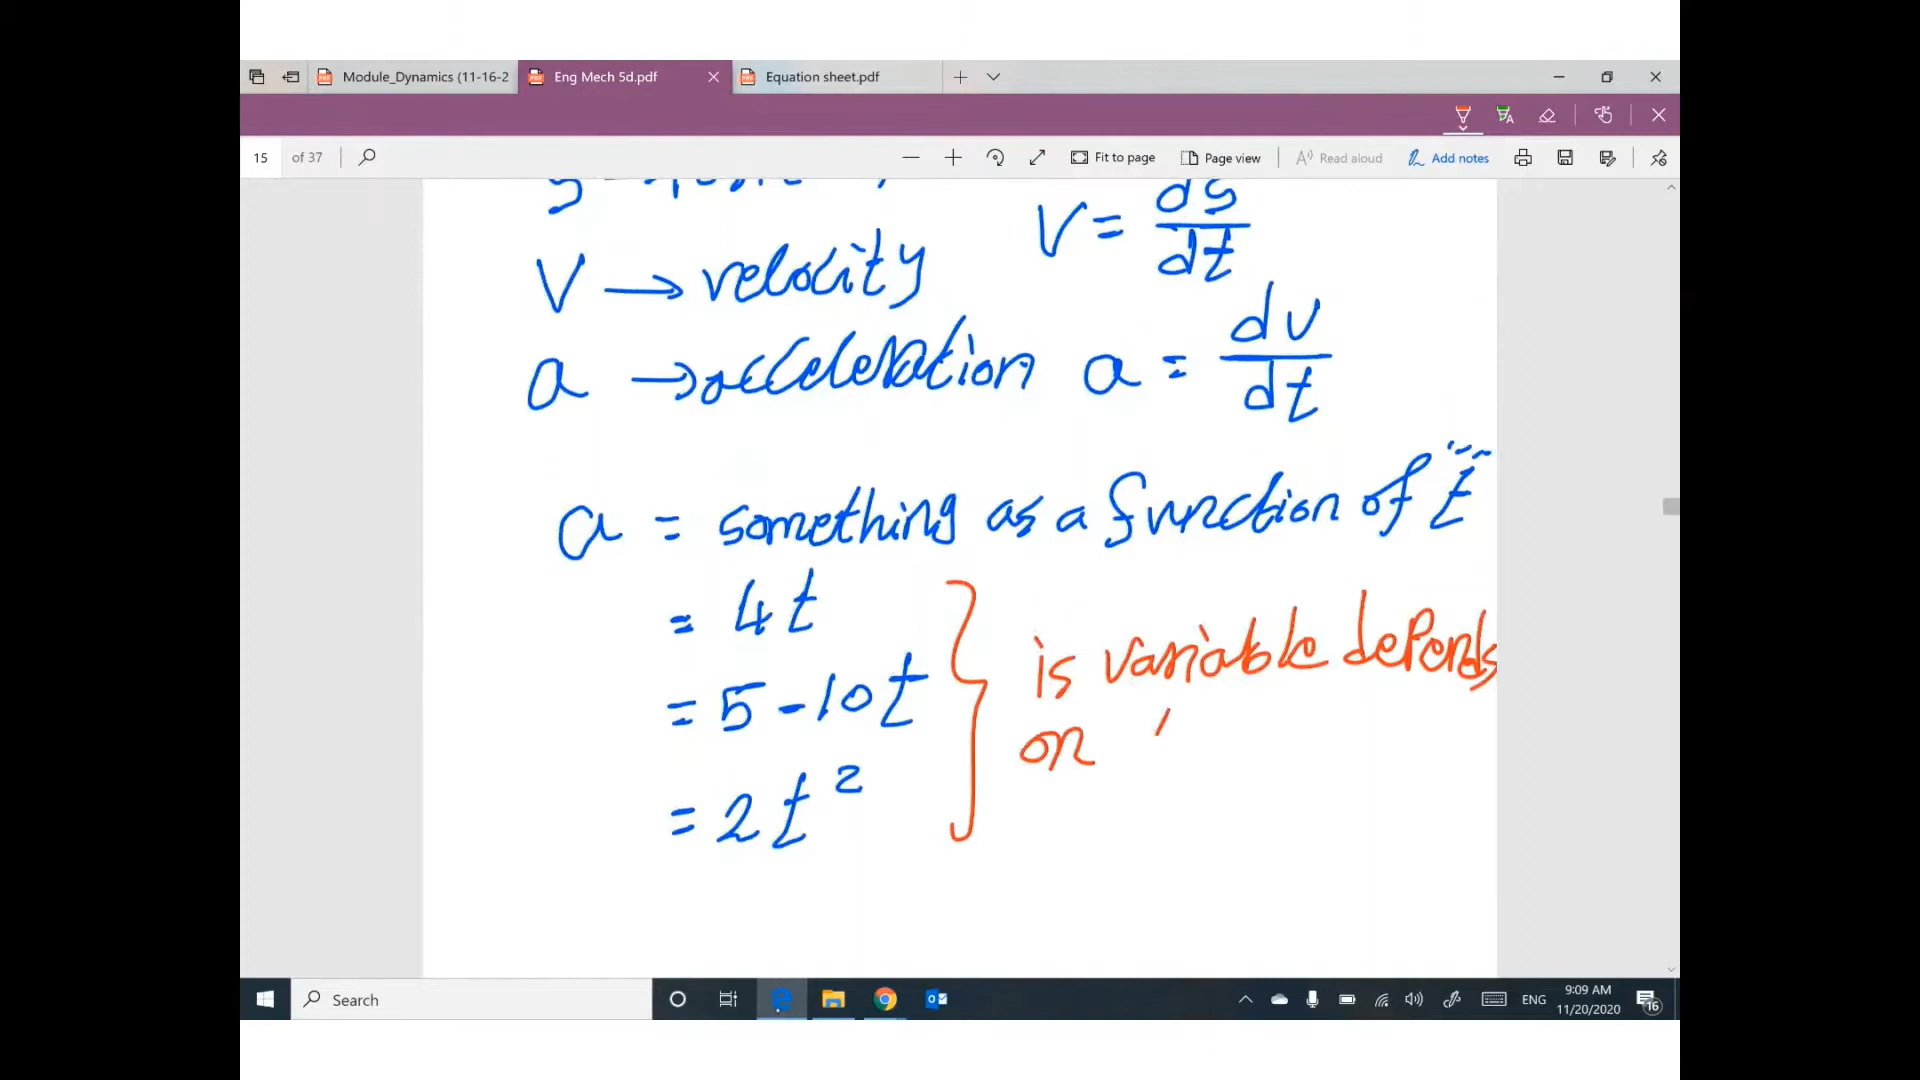 Module_Dynamics (11-16-2
Eng Mech 5d.pdf
Equation sheet.pdf
15 of 37
Fit to page
Page view
Read aloud
Add notes
V = ds/dt
V → velocity
a → acceleration a = dv/dt
a = something as a function of "t"
= 4t
= 5 - 10t
= 2t²
is variable depends
on
Search
ENG
9:09 AM
11/20/2020
16